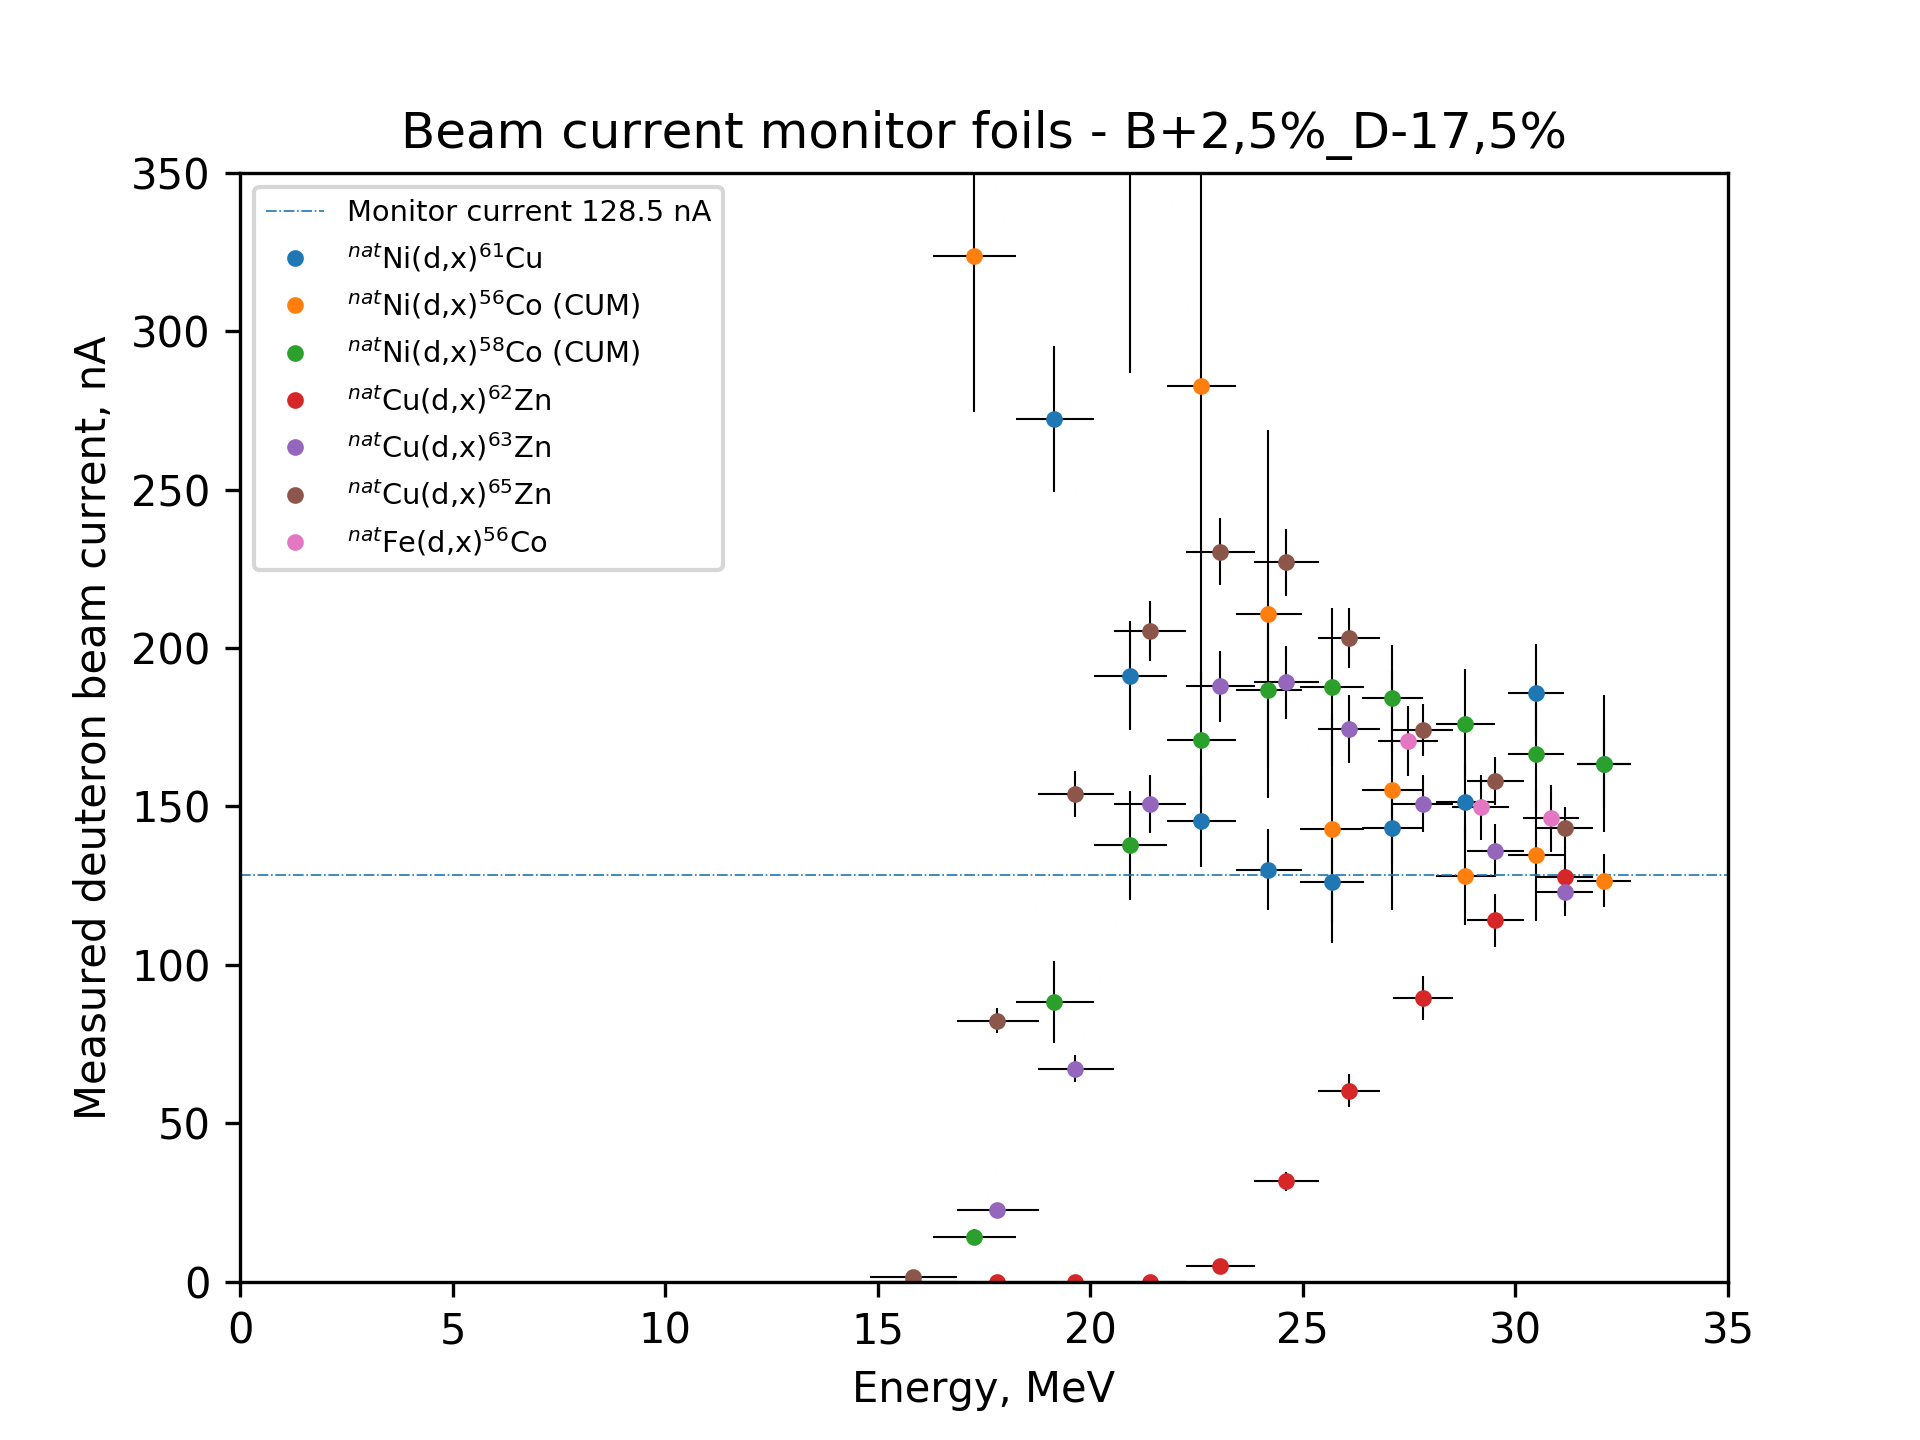 Beam current monitor foils - B+2,5%_D-17,5%
Measured deuteron beam current, nA
350
300
250
200
150
100
50
0
Monitor current 128.5 nA
natNi(d,x)61Cu
natNi(d,x)56Co (CUM)
natNi(d,x)58Co (CUM)
natCu(d,x)62Zn
natCu(d,x)63Zn
natCu(d,x)65Zn
natFe(d,x)56Co
0 5 10 15 20 25 30 35
Energy, MeV